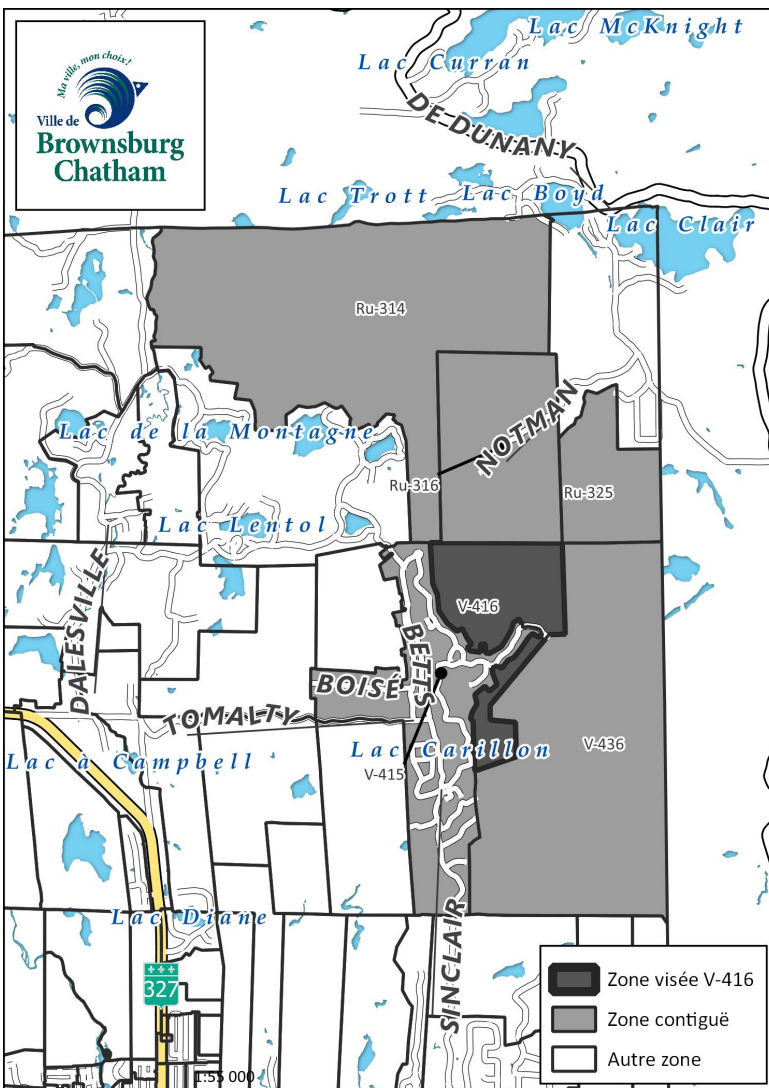 Ma ville, mon choix!
Ville de
Brownsburg
Chatham
Lac McKnight
Lac Curran
DE DUNANY
Lac Trott
Lac Boyd
Lac Clair
Ru-314
NOTMAN
Lac de la Montagne
Ru-316
Ru-325
Lac Lentol
DALESVILLE
V-416
BETTS
BOISÉ
TOMALTY
Lac Carillon
V-436
Lac à Campbell
V-415
Lac Diane
SINCLAIR
327
1:55 000
Zone visée V-416
Zone contiguë
Autre zone